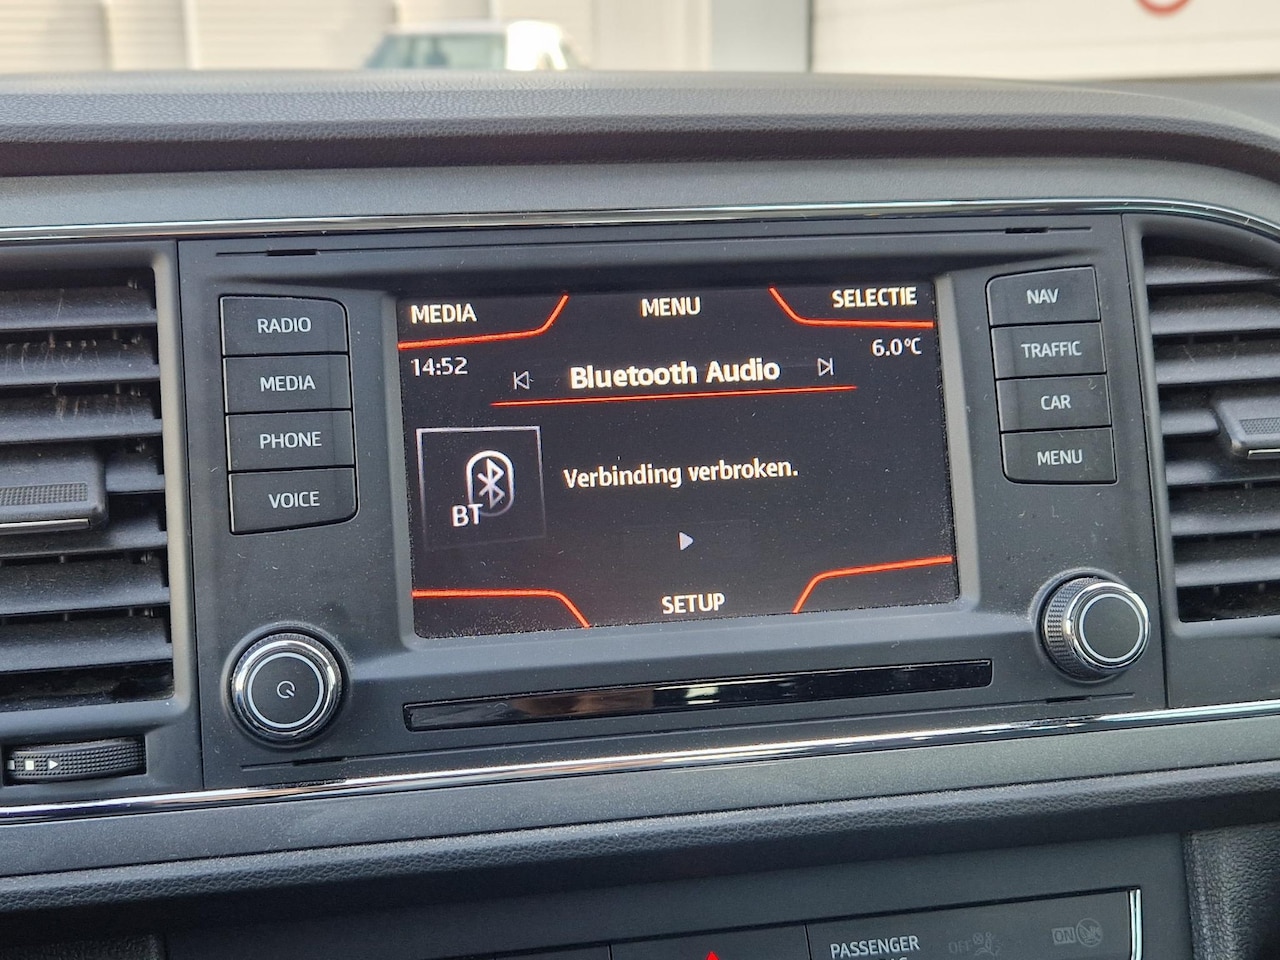 RADIO
MEDIA
PHONE
VOICE
MEDIA
MENU
SELECTIE
14:52
Bluetooth Audio
6.0°C
BT
Verbinding verbroken.
SETUP
NAV
TRAFFIC
CAR
MENU
PASSENGER
OFF
ON